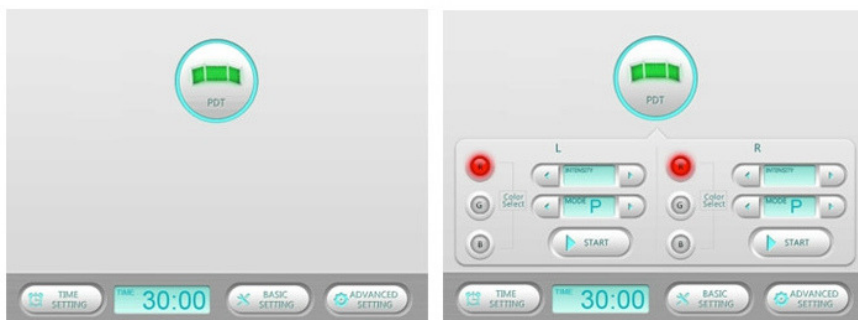 PDT
TIME
SETTING
TIME
30:00
BASIC
SETTING
ADVANCED
SETTING
PDT
L
R
INTENSITY
R
INTENSITY
G
Color
Select
MODE
P
G
Color
Select
MODE
P
B
START
B
START
TIME
SETTING
TIME
30:00
BASIC
SETTING
ADVANCED
SETTING